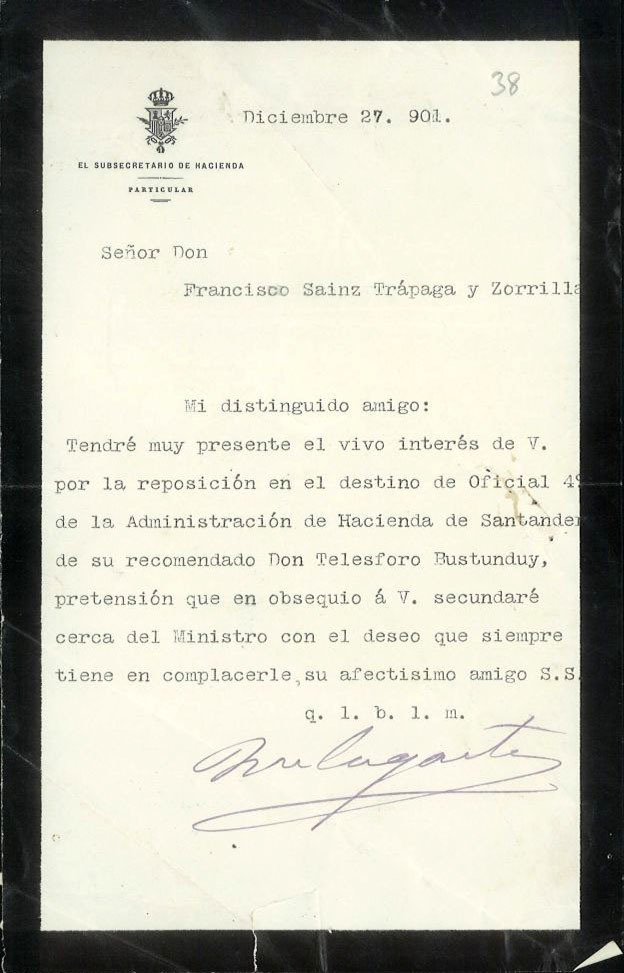 38
Diciembre 27. 901.
EL SUBSECRETARIO DE HACIENDA
PARTICULAR
Señor Don
Francisco Sainz Trápaga y Zorrilla
Mi distinguido amigo:
Tendré muy presente el vivo interés de V.
por la reposición en el destino de Oficial 4º
de la Administración de Hacienda de Santander
de su recomendado Don Telesforo Bustunduy,
pretensión que en obsequio á V. secundaré
cerca del Ministro con el deseo que siempre
tiene en complacerle, su afectisimo amigo S.S.
q. l. b. l. m.